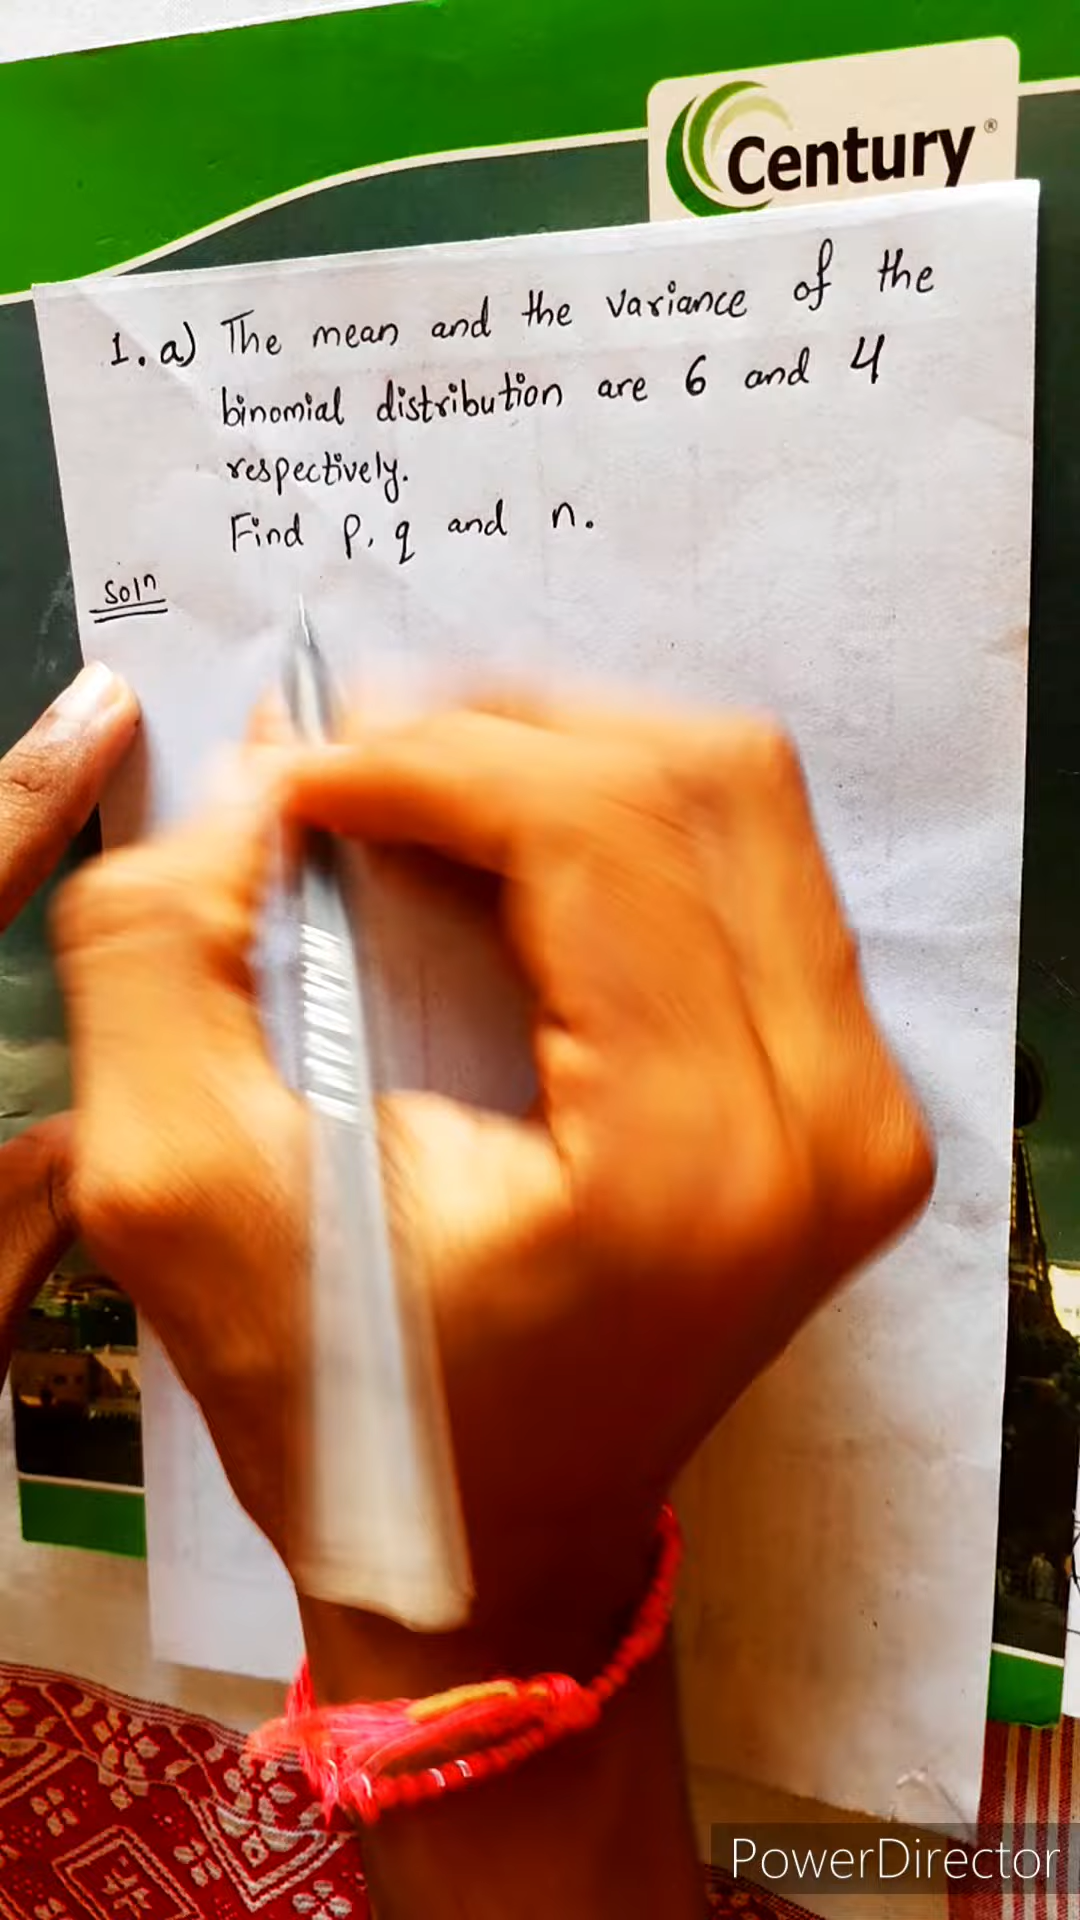 Century®
1. a) The mean and the variance of the
binomial distribution are 6 and 4
respectively.
Find p, q and n.
Soln
PowerDirector